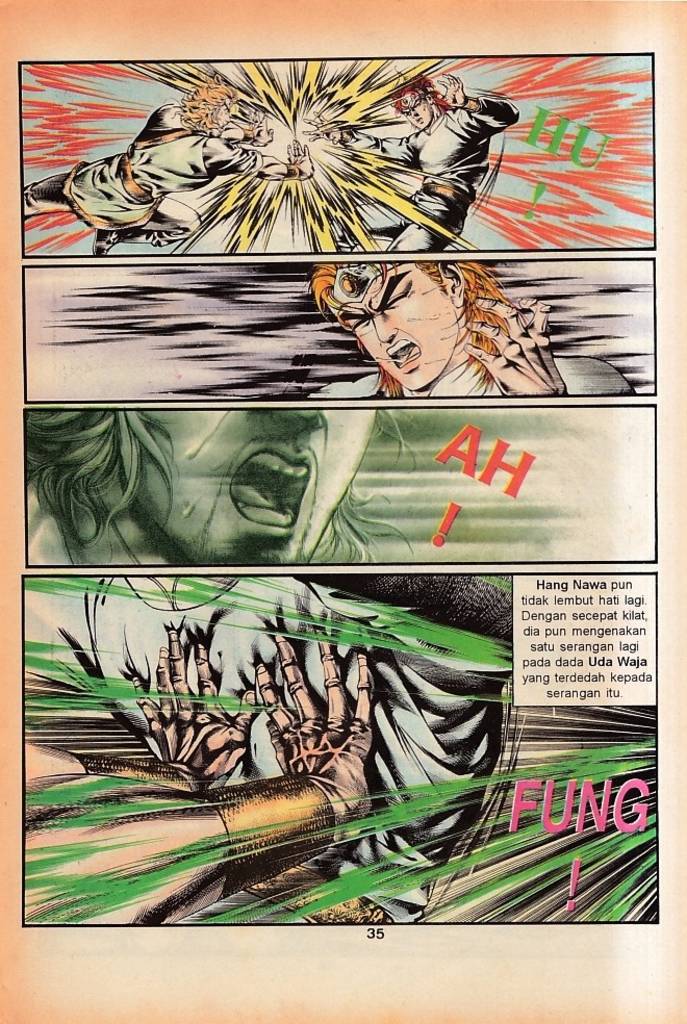 HU
!
AH
!
Hang Nawa pun
tidak lembut hati lagi.
Dengan secepat kilat,
dia pun mengenakan
satu serangan lagi
pada dada Uda Waja
yang terdedah kepada
serangan itu.
FUNG
!
35